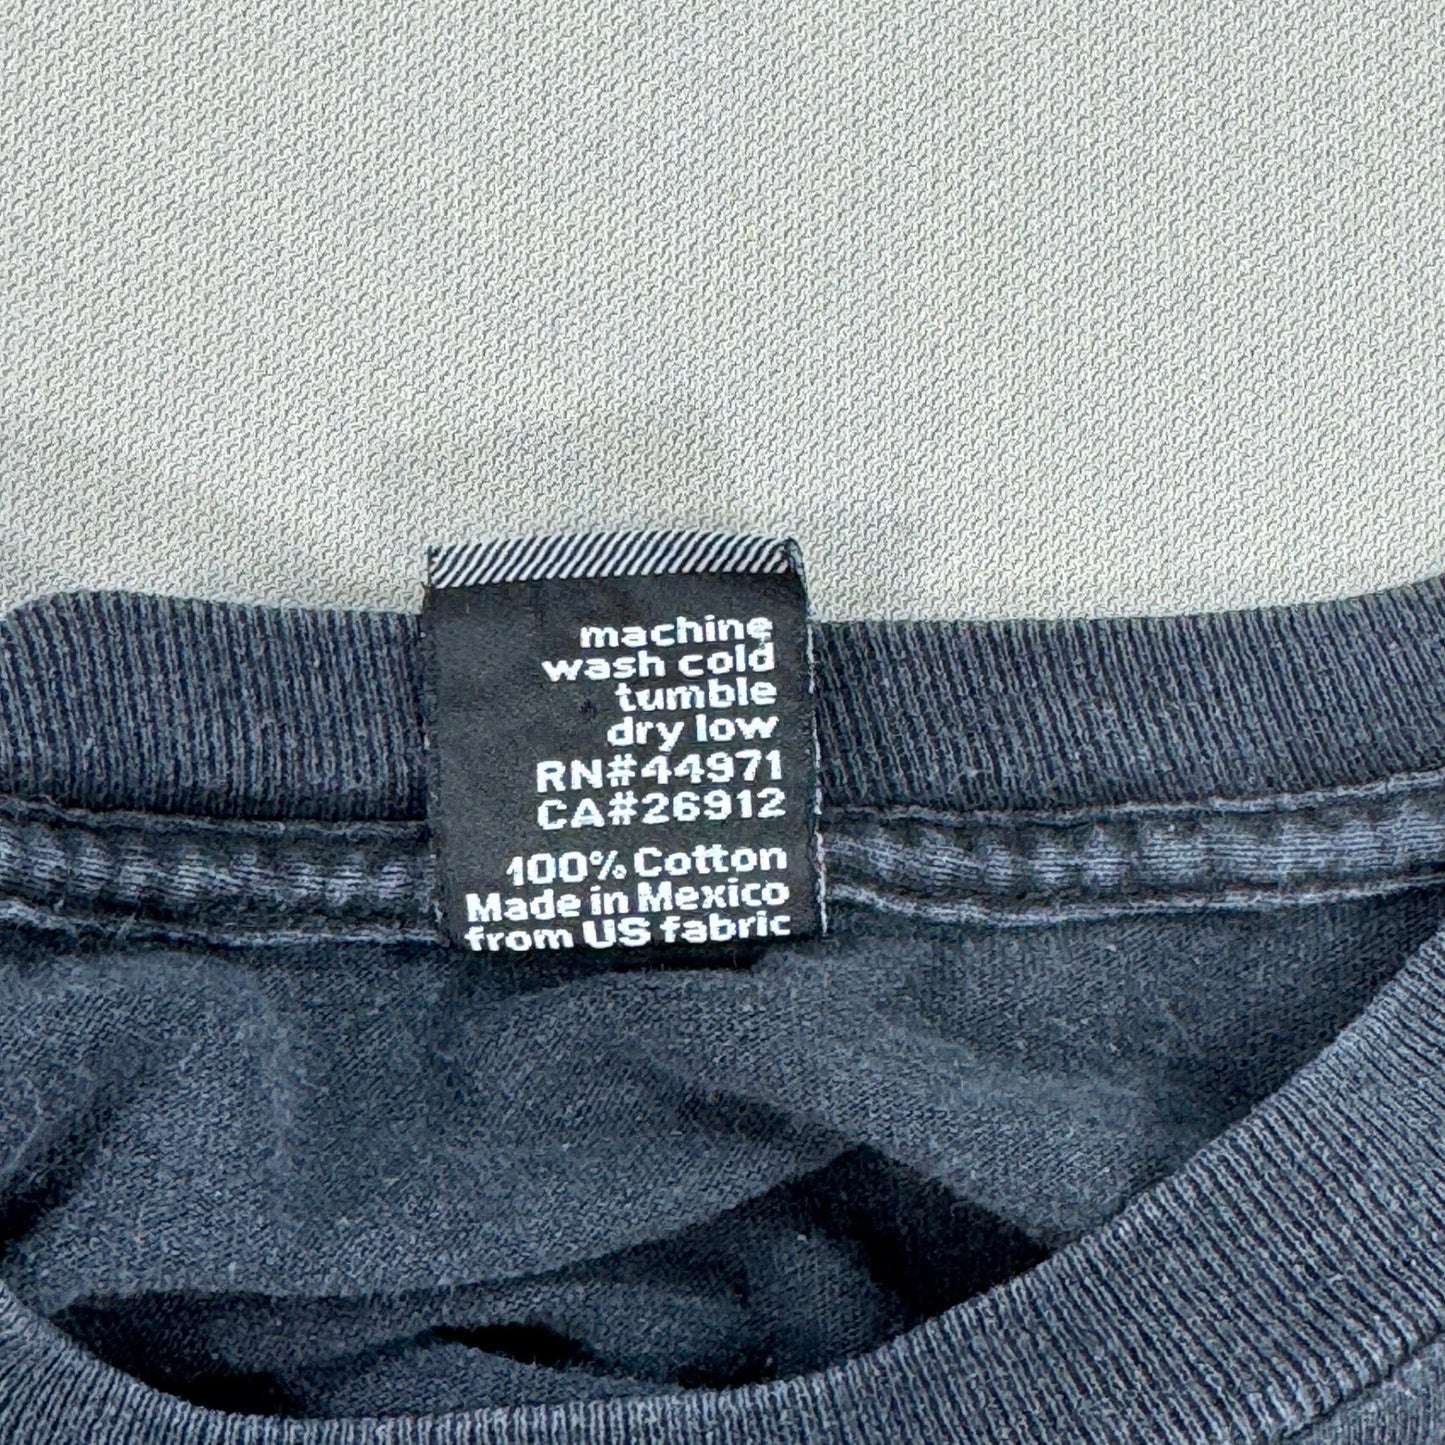 machine
wash cold
tumble
dry low
RN#44971
CA#26912
100% Cotton
Made in Mexico
from US fabric